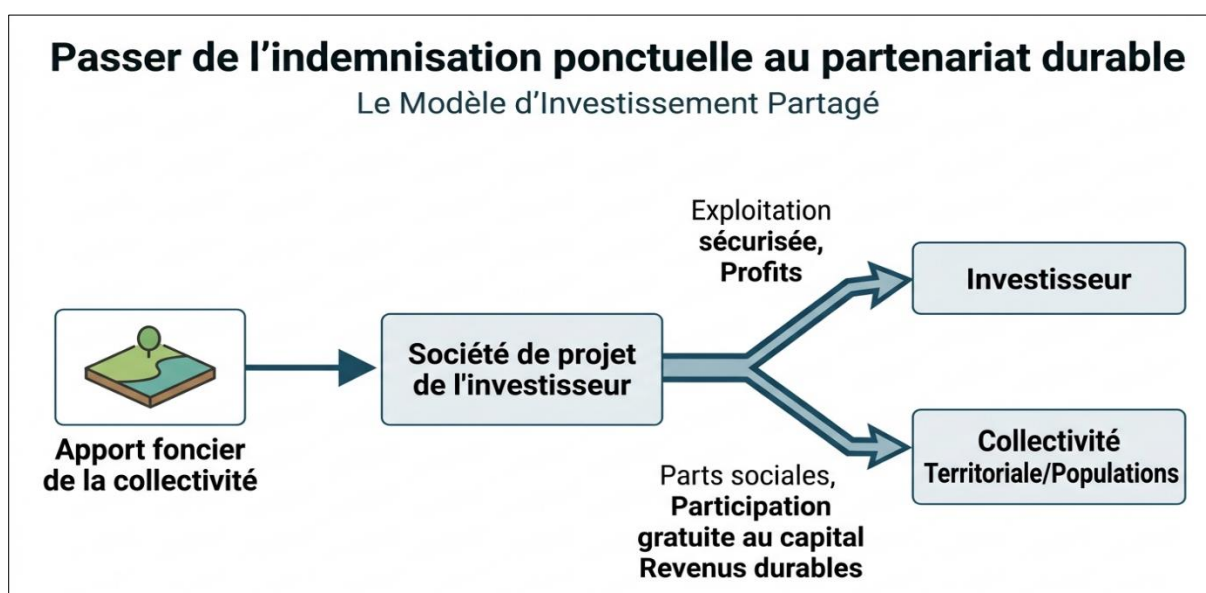 Passer de l’indemnisation ponctuelle au partenariat durable
Le Modèle d’Investissement Partagé
Apport foncier
de la collectivité
Société de projet
de l'investisseur
Exploitation
sécurisée,
Profits
Investisseur
Parts sociales,
Participation
gratuite au capital
Revenus durables
Collectivité
Territoriale/Populations